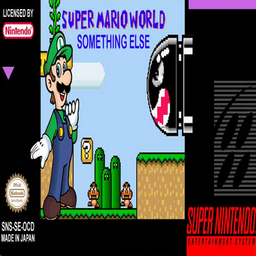 LICENSED BY
Nintendo
SUPER MARIO WORLD
SOMETHING ELSE
SNS-SE-OCD
MADE IN JAPAN
SUPER NINTENDO
ENTERTAINMENT SYSTEM